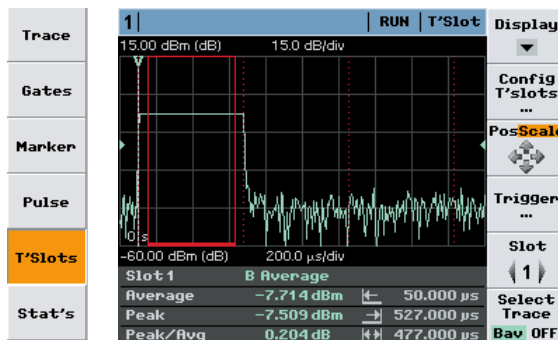 Trace
Gates
Marker
Pulse
T'Slots
Stat's
1 RUN T'Slot
15.00 dBm (dB) 15.0 dB/div
0 s
-60.00 dBm (dB) 200.0 µs/div
Slot 1 B Average
Average -7.714 dBm 50.000 µs
Peak -7.509 dBm 527.000 µs
Peak/Avg 0.204 dB 477.000 µs
Display
Config
T'slots
...
PosScale
Trigger
...
Slot
1
Select
Trace
Bav OFF